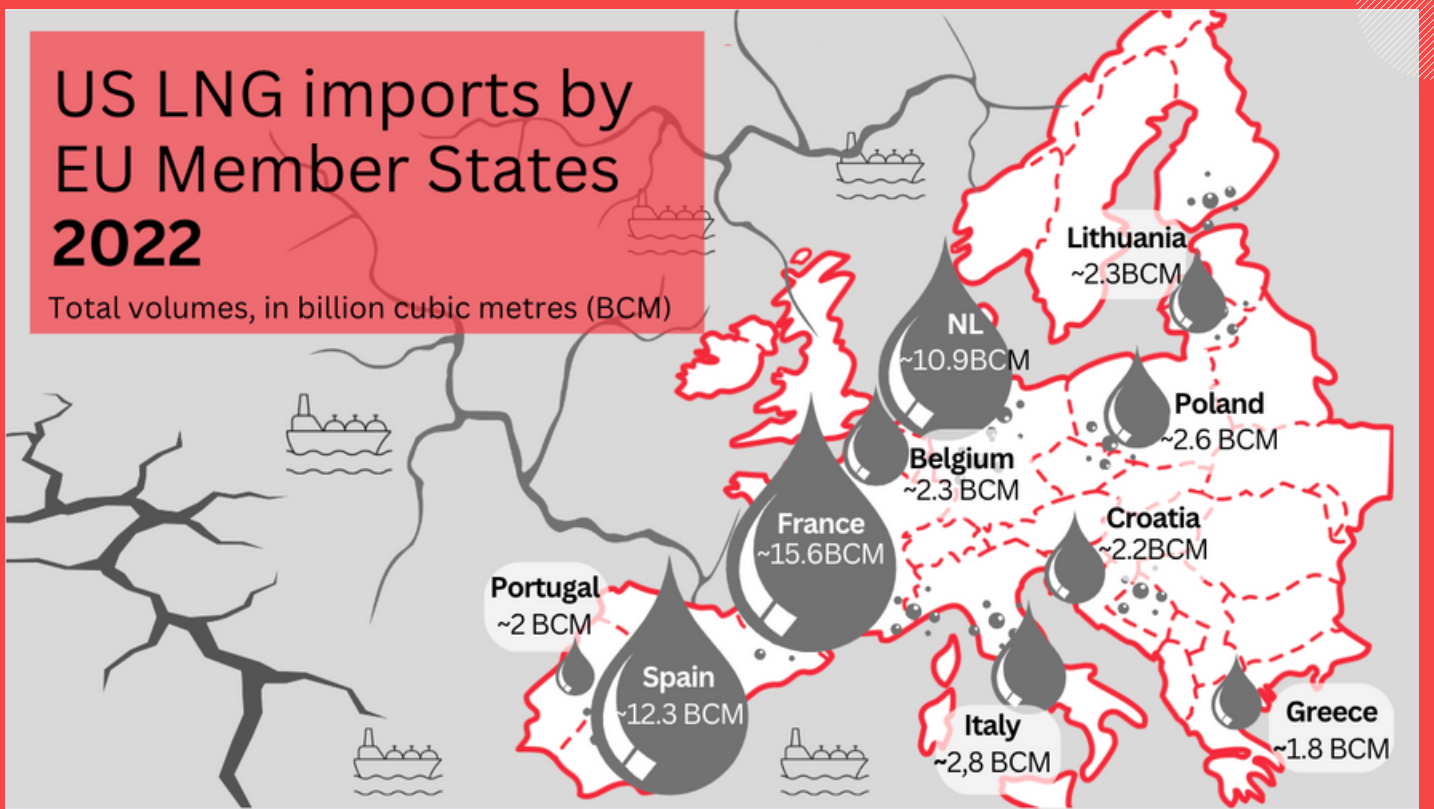 US LNG imports by
EU Member States
2022
Total volumes, in billion cubic metres (BCM)
Lithuania
~2.3BCM
NL
~10.9BCM
Poland
~2.6 BCM
Belgium
~2.3 BCM
France
~15.6BCM
Croatia
~2.2BCM
Portugal
~2 BCM
Spain
~12.3 BCM
Italy
~2,8 BCM
Greece
~1.8 BCM